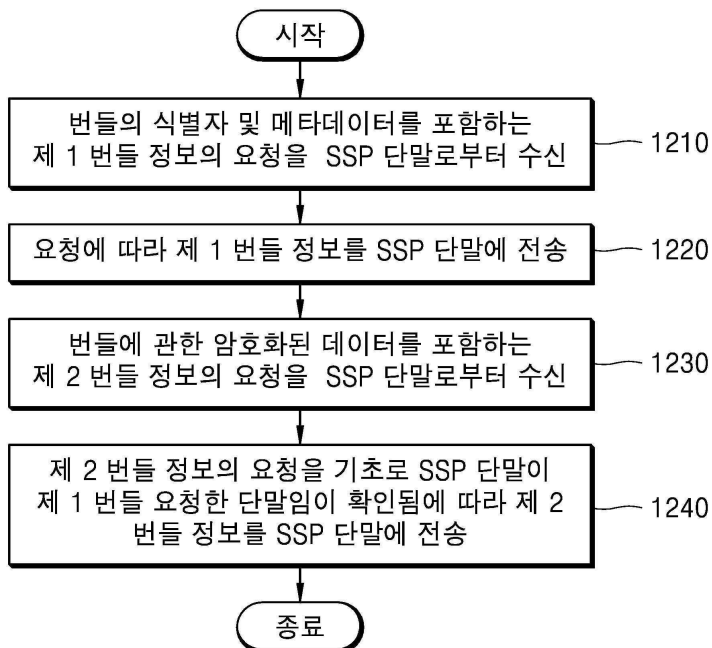 시작
번들의 식별자 및 메타데이터를 포함하는
제 1 번들 정보의 요청을 SSP 단말로부터 수신
1210
요청에 따라 제 1 번들 정보를 SSP 단말에 전송
1220
번들에 관한 암호화된 데이터를 포함하는
제 2 번들 정보의 요청을 SSP 단말로부터 수신
1230
제 2 번들 정보의 요청을 기초로 SSP 단말이
제 1 번들 요청한 단말임이 확인됨에 따라 제 2
번들 정보를 SSP 단말에 전송
1240
종료